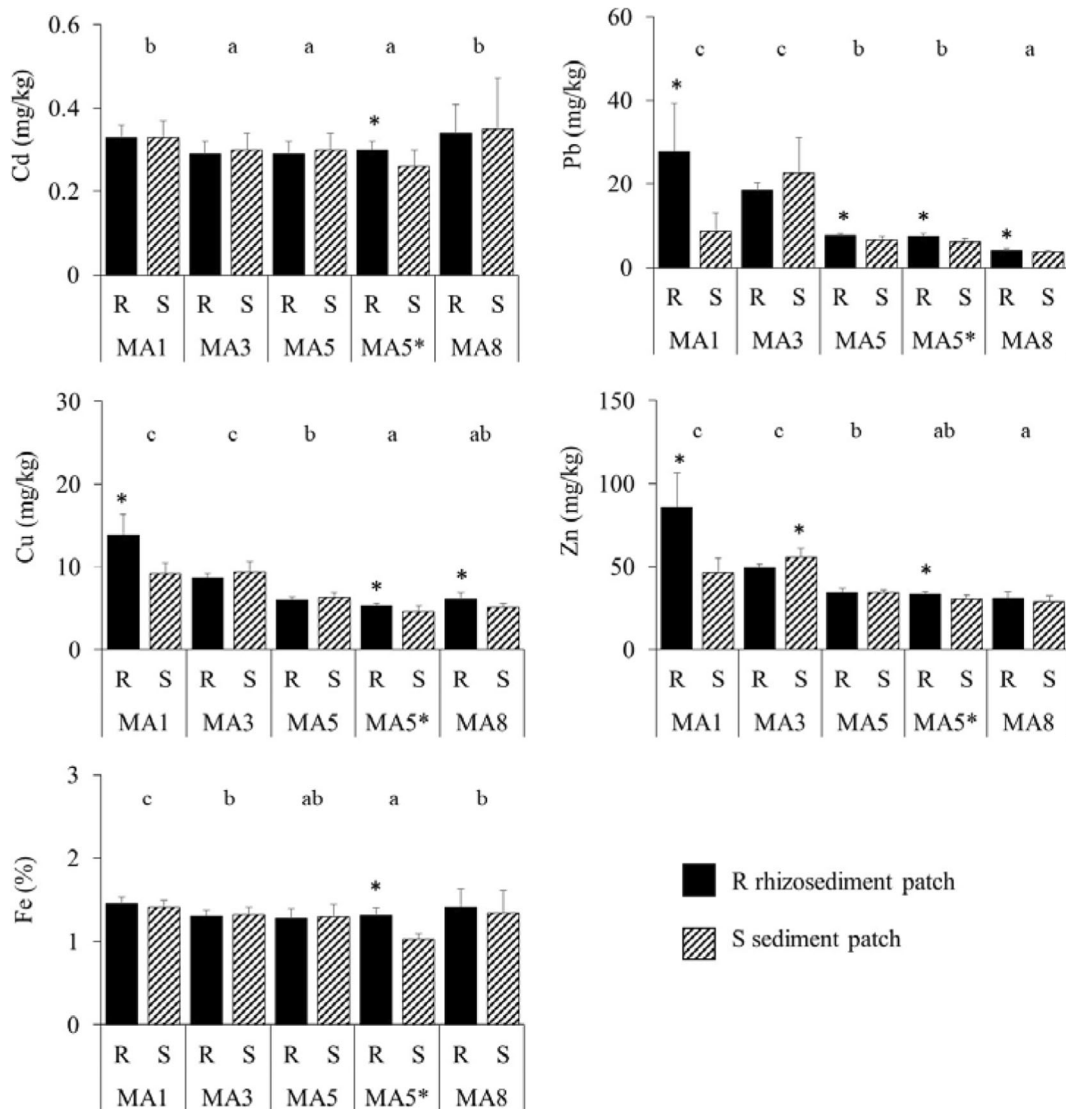 Cd (mg/kg)
0.6
0.4
0.2
0
b a a a b
*
R S R S R S R S R S
MA1 MA3 MA5 MA5* MA8
Pb (mg/kg)
60
40
20
0
c c b b a
* * * *
R S R S R S R S R S
MA1 MA3 MA5 MA5* MA8
Cu (mg/kg)
30
20
10
0
c c b a ab
* * *
R S R S R S R S R S
MA1 MA3 MA5 MA5* MA8
Zn (mg/kg)
150
100
50
0
c c b ab a
* * *
R S R S R S R S R S
MA1 MA3 MA5 MA5* MA8
Fe (%)
3
2
1
0
c b ab a b
*
R S R S R S R S R S
MA1 MA3 MA5 MA5* MA8
R rhizosediment patch
S sediment patch